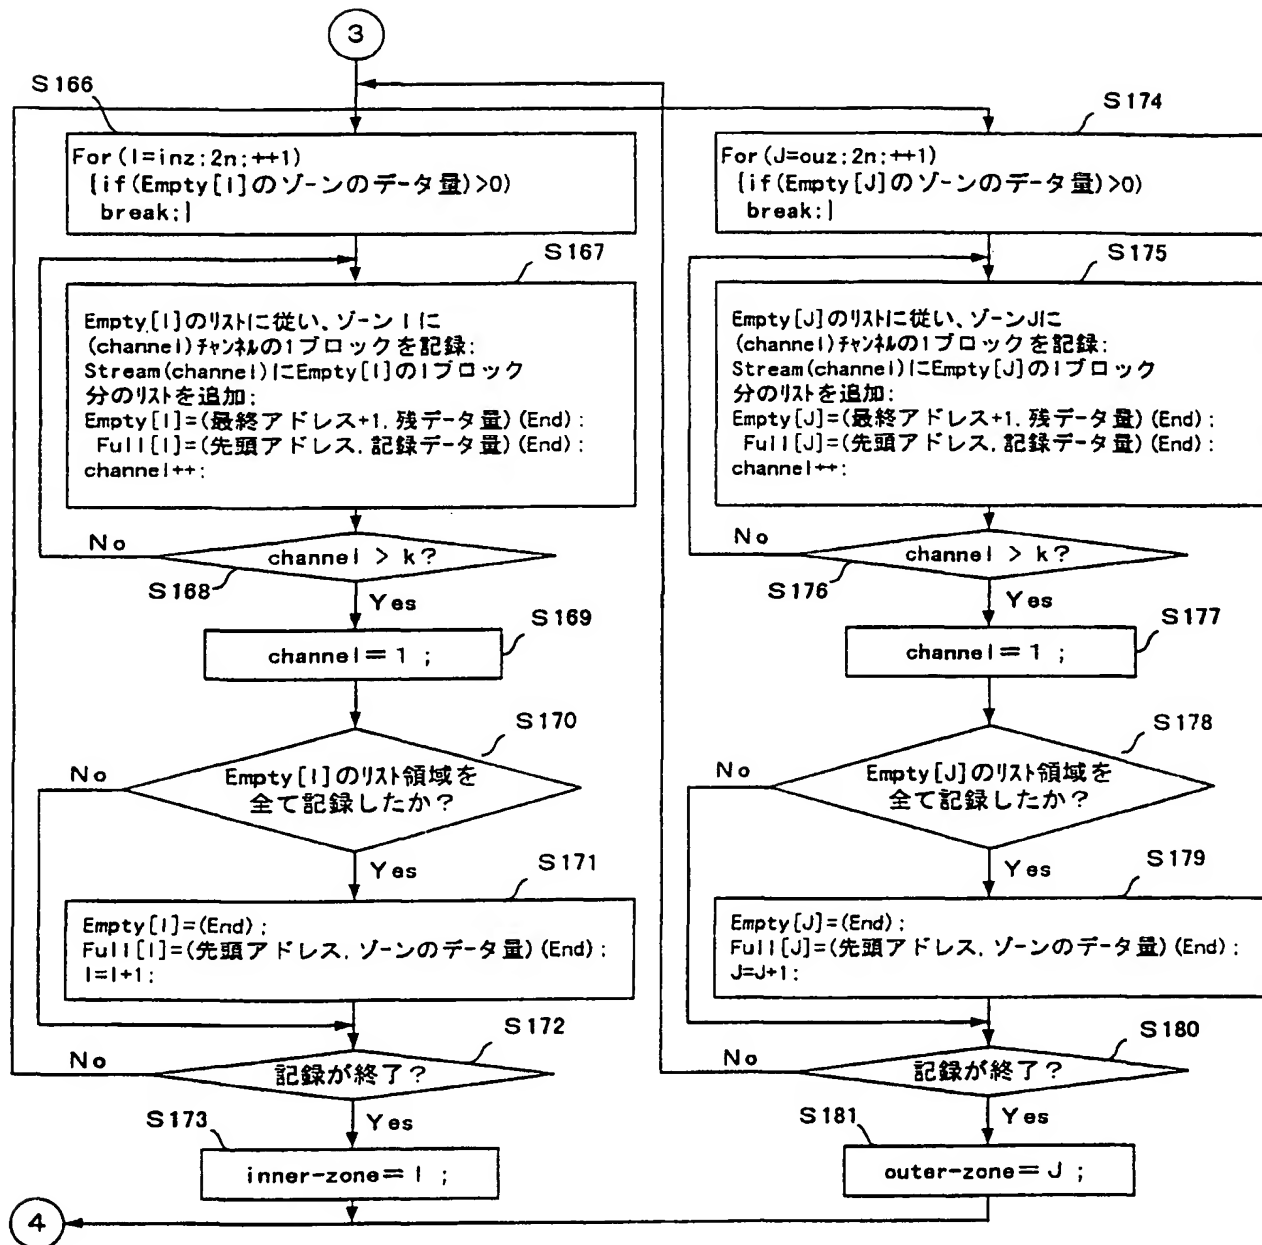 3
S166
For(I=inz:2n:++1)
{if(Empty[I]のゾーンのデータ量)>0)
break:}
S167
Empty[I]のリストに従い、ゾーンIに
(channel)チャンネルの1ブロックを記録:
Stream(channel)にEmpty[I]の1ブロック
分のリストを追加:
Empty[I]=(最終アドレス+1,残データ量)(End):
Full[I]=(先頭アドレス,記録データ量)(End):
channel++:
No
channel > k?
S168
Yes
S169
channel=1 ;
S170
No
Empty[I]のリスト領域を
全て記録したか?
Yes
S171
Empty[I]=(End);
Full[I]=(先頭アドレス,ゾーンのデータ量)(End):
I=I+1:
S172
No
記録が終了?
Yes
S173
inner-zone=I ;
4
S174
For(J=ouz:2n:++1)
{if(Empty[J]のゾーンのデータ量)>0)
break:}
S175
Empty[J]のリストに従い、ゾーンJに
(channel)チャンネルの1ブロックを記録:
Stream(channel)にEmpty[J]の1ブロック
分のリストを追加:
Empty[J]=(最終アドレス+1,残データ量)(End):
Full[J]=(先頭アドレス,記録データ量)(End):
channel++:
No
channel > k?
S176
Yes
S177
channel=1 ;
S178
No
Empty[J]のリスト領域を
全て記録したか?
Yes
S179
Empty[J]=(End);
Full[J]=(先頭アドレス,ゾーンのデータ量)(End):
J=J+1:
S180
No
記録が終了?
Yes
S181
outer-zone=J ;